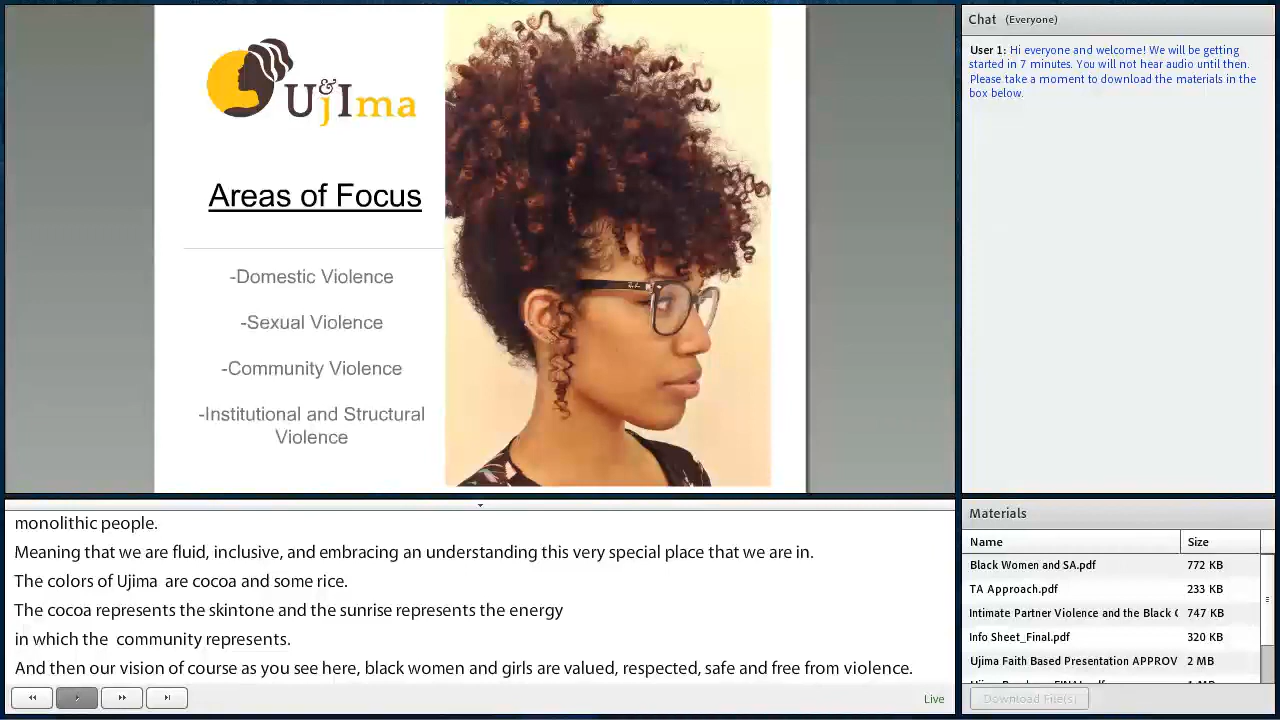 U&jIma
Areas of Focus
-Domestic Violence
-Sexual Violence
-Community Violence
-Institutional and Structural
Violence
Chat (Everyone)
User 1: Hi everyone and welcome! We will be getting
started in 7 minutes. You will not hear audio until then.
Please take a moment to download the materials in the
box below.
monolithic people.
Meaning that we are fluid, inclusive, and embracing an understanding this very special place that we are in.
The colors of Ujima are cocoa and some rice.
The cocoa represents the skintone and the sunrise represents the energy
in which the community represents.
And then our vision of course as you see here, black women and girls are valued, respected, safe and free from violence.
Live
Materials
Name Size
Black Women and SA.pdf 772 KB
TA Approach.pdf 233 KB
Intimate Partner Violence and the Black 747 KB
Info Sheet_Final.pdf 320 KB
Ujima Faith Based Presentation APPROV 2 MB
Download File(s)